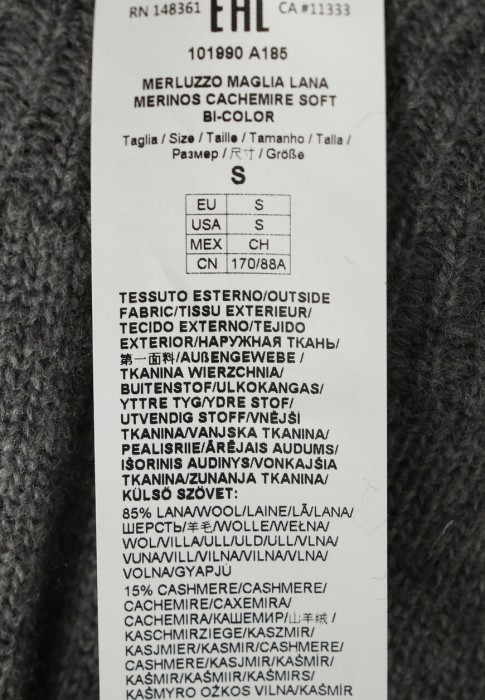 RN 148361 EAC CA #11333
101990 A185
MERLUZZO MAGLIA LANA
MERINOS CACHEMIRE SOFT
BI-COLOR
Taglia / Size / Taille / Tamanho / Talla /
Размер / 尺寸 / Größe
S
EU S
USA S
MEX CH
CN 170/88A
TESSUTO ESTERNO/OUTSIDE
FABRIC/TISSU EXTERIEUR/
TECIDO EXTERNO/TEJIDO
EXTERIOR/НАРУЖНАЯ ТКАНЬ/
第一面料/AUßENGEWEBE /
TKANINA WIERZCHNIA/
BUITENSTOF/ULKOKANGAS/
YTTRE TYG/YDRE STOF/
UTVENDIG STOFF/VNĚJŠÍ
TKANINA/VANJSKA TKANINA/
PEALISRIIE/ĀRĒJAIS AUDUMS/
IŠORINIS AUDINYS/VONKAJŠIA
TKANINA/ZUNANJA TKANINA/
KÜLSŐ SZÖVET:
85% LANA/WOOL/LAINE/LÃ/LANA/
ШЕРСТЬ/羊毛/WOLLE/WEŁNA/
WOL/VILLA/ULL/ULD/ULL/VLNA/
VUNA/VILL/VILNA/VILNA/VLNA/
VOLNA/GYAPJÚ
15% CASHMERE/CASHMERE/
CACHEMIRE/CAXEMIRA/
CACHEMIRA/КАШЕМИР/山羊绒 /
KASCHMIRZIEGE/KASZMIR/
KASJMIER/KASMIR/CASHMERE/
CASHMERE/KASJMIR/KAŠMÍR/
KAŠMIR/KAŠMIIR/KAŠMIRS/
KAŠMYRO OŽKOS VILNA/KAŠMÍR